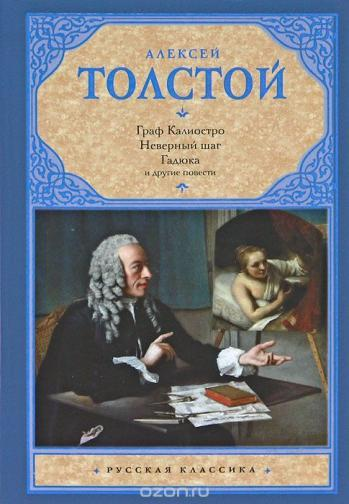 АЛЕКСЕЙ
ТОЛСТОЙ
Граф Калиостро
Неверный шаг
Гадюка
и другие повести
РУССКАЯ КЛАССИКА
ozon.ru